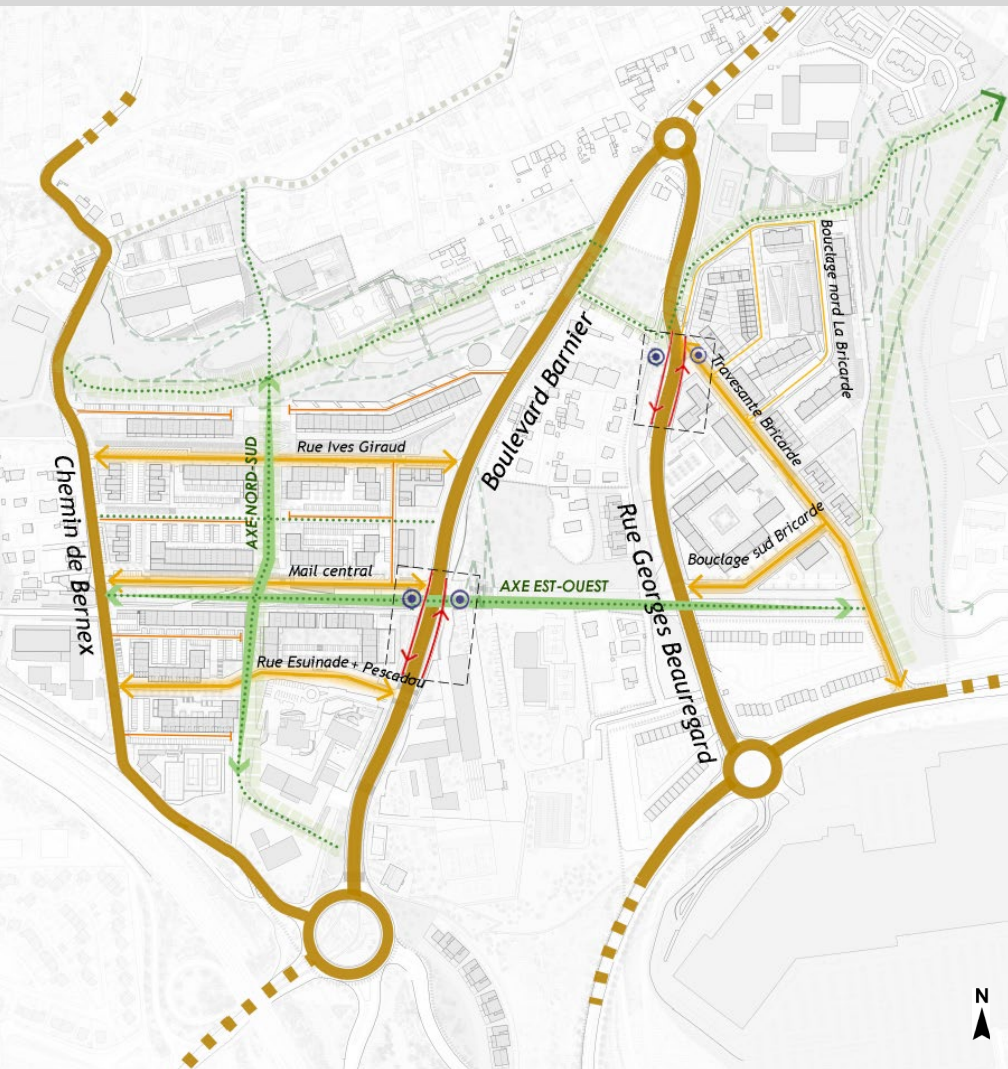 Bouclage nord La Bricarde
Boulevard Barnier
Travesante Bricarde
Rue Ives Giraud
AXE NORD-SUD
Chemin de Bernex
Rue Georges Beauregard
Bouclage sud Bricarde
Mail central
AXE EST-OUEST
Rue Esuinade + Pescadou
N